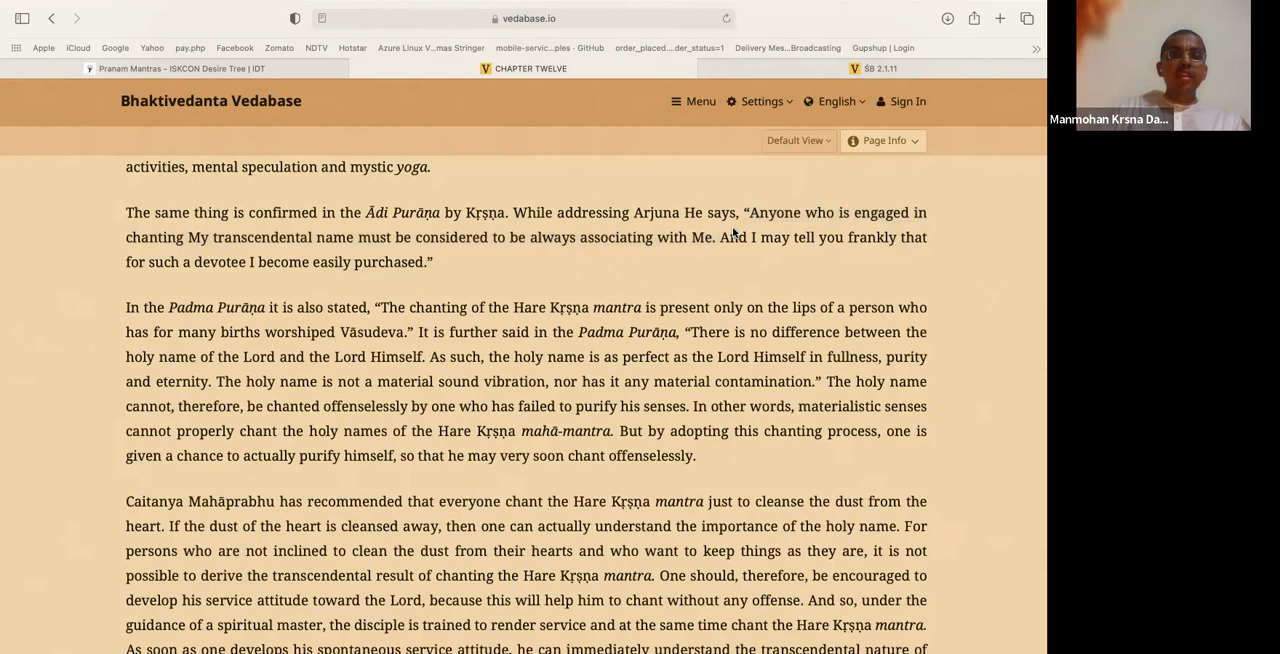 vedabase.io
Apple iCloud Google Yahoo pay.php Facebook Zomato NDTV Hotstar Azure Linux V...mas Stringer mobile-servic...ples · GitHub order_placed....der_status=1 Delivery Mes...Broadcasting Gupshup | Login
Pranam Mantras – ISKCON Desire Tree | IDT CHAPTER TWELVE ŚB 2.1.11
Bhaktivedanta Vedabase Menu Settings English Sign In
Default View Page Info
activities, mental speculation and mystic yoga.
The same thing is confirmed in the Ādi Purāṇa by Kṛṣṇa. While addressing Arjuna He says, “Anyone who is engaged in
chanting My transcendental name must be considered to be always associating with Me. And I may tell you frankly that
for such a devotee I become easily purchased.”
In the Padma Purāṇa it is also stated, “The chanting of the Hare Kṛṣṇa mantra is present only on the lips of a person who
has for many births worshiped Vāsudeva.” It is further said in the Padma Purāṇa, “There is no difference between the
holy name of the Lord and the Lord Himself. As such, the holy name is as perfect as the Lord Himself in fullness, purity
and eternity. The holy name is not a material sound vibration, nor has it any material contamination.” The holy name
cannot, therefore, be chanted offenselessly by one who has failed to purify his senses. In other words, materialistic senses
cannot properly chant the holy names of the Hare Kṛṣṇa mahā-mantra. But by adopting this chanting process, one is
given a chance to actually purify himself, so that he may very soon chant offenselessly.
Caitanya Mahāprabhu has recommended that everyone chant the Hare Kṛṣṇa mantra just to cleanse the dust from the
heart. If the dust of the heart is cleansed away, then one can actually understand the importance of the holy name. For
persons who are not inclined to clean the dust from their hearts and who want to keep things as they are, it is not
possible to derive the transcendental result of chanting the Hare Kṛṣṇa mantra. One should, therefore, be encouraged to
develop his service attitude toward the Lord, because this will help him to chant without any offense. And so, under the
guidance of a spiritual master, the disciple is trained to render service and at the same time chant the Hare Kṛṣṇa mantra.
As soon as one develops his spontaneous service attitude, he can immediately understand the transcendental nature of
Manmohan Krsna Da...